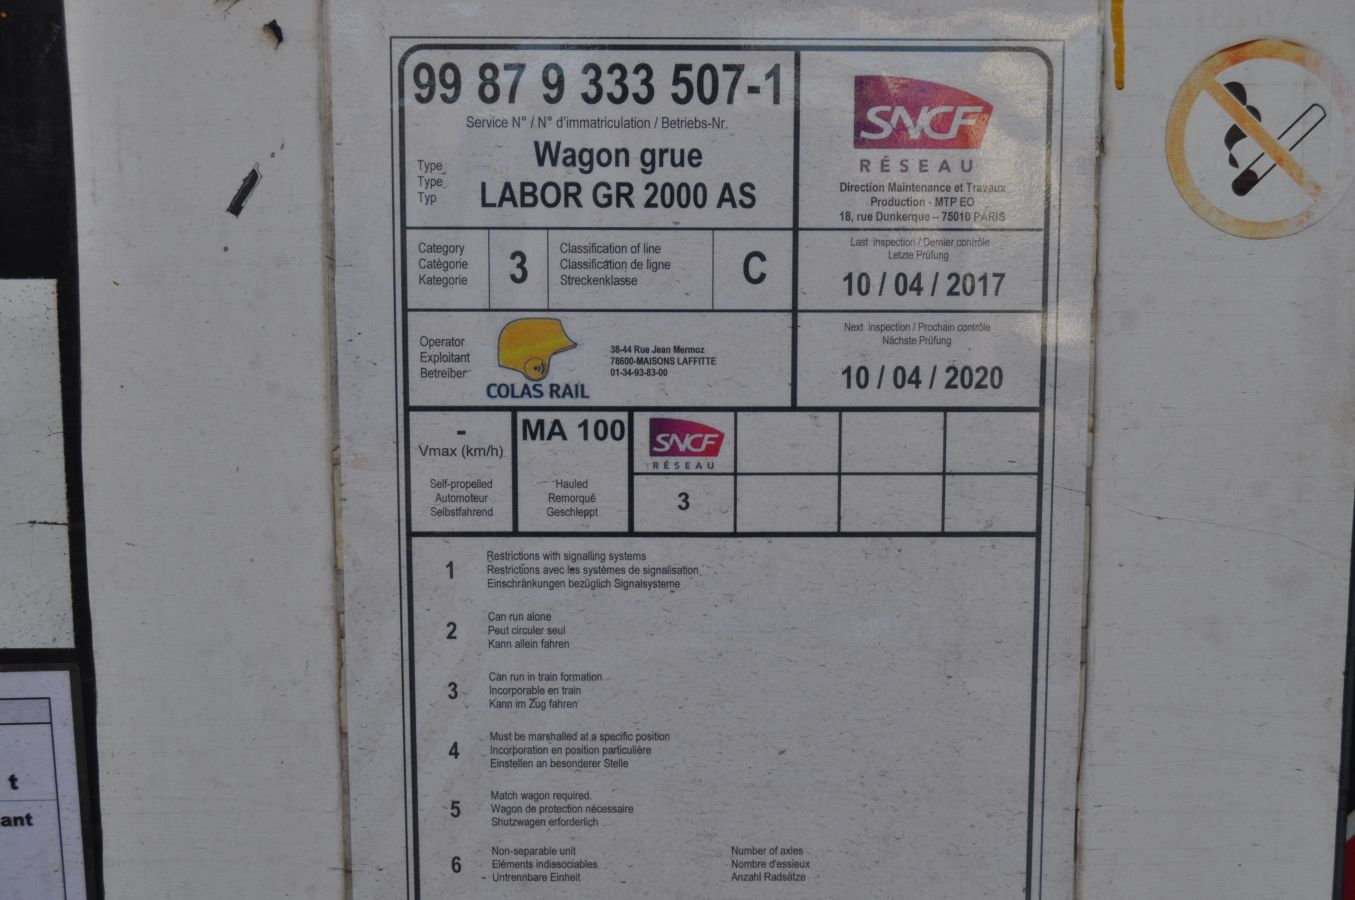 99 87 9 333 507-1
Service N° / N° d'immatriculation / Betriebs-Nr.
Type
Type
Typ
Wagon grue
LABOR GR 2000 AS
SNCF
RÉSEAU
Direction Maintenance et Travaux
Production - MTP EO
18, rue Dunkerque – 75010 PARIS
Category
Catégorie
Kategorie
3
Classification of line
Classification de ligne
Streckenklasse
C
Last inspection / Dernier contrôle
Letzte Prüfung
10 / 04 / 2017
Operator
Exploitant
Betreiber
COLAS RAIL
38-44 Rue Jean Mermoz
78600-MAISONS LAFFITTE
01-34-93-83-00
Next inspection / Prochain contrôle
Nächste Prüfung
10 / 04 / 2020
-
Vmax (km/h)
Self-propelled
Automoteur
Selbstfahrend
MA 100
Hauled
Remorqué
Geschleppt
SNCF
RÉSEAU
3
1
Restrictions with signalling systems
Restrictions avec les systèmes de signalisation
Einschränkungen bezüglich Signalsysteme
2
Can run alone
Peut circuler seul
Kann allein fahren
3
Can run in train formation
Incorporable en train
Kann im Zug fahren
4
Must be marshalled at a specific position
Incorporation en position particulière
Einstellen an besonderer Stelle
5
Match wagon required.
Wagon de protection nécessaire
Shutzwagen erforderlich
6
Non-separable unit
Eléments indissociables
Untrennbare Einheit
Number of axles
Nombre d'essieux
Anzahl Radsätze
t
ant